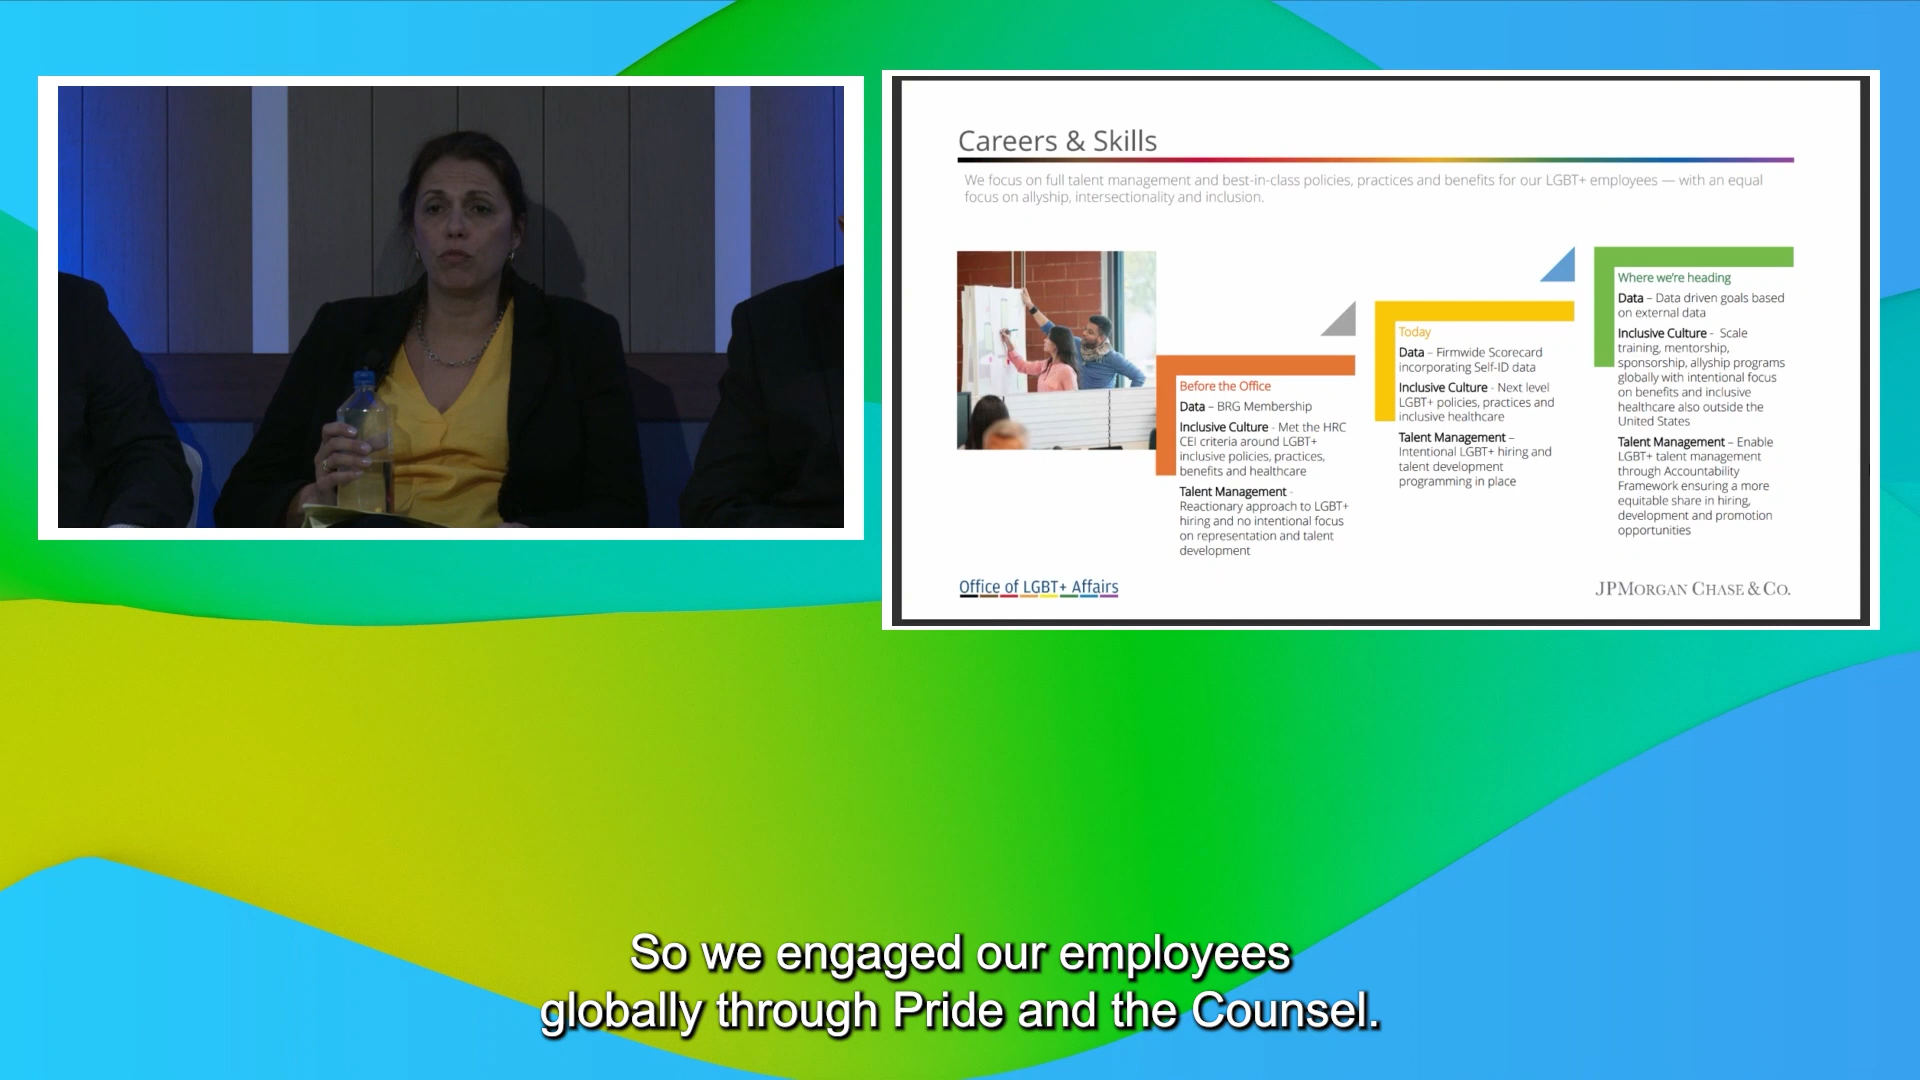 Careers & Skills
We focus on full talent management and best-in-class policies, practices and benefits for our LGBT+ employees — with an equal
focus on allyship, intersectionality and inclusion.
Before the Office
Data – BRG Membership
Inclusive Culture - Met the HRC
CEI criteria around LGBT+
inclusive policies, practices,
benefits and healthcare
Talent Management -
Reactionary approach to LGBT+
hiring and no intentional focus
on representation and talent
development
Today
Data – Firmwide Scorecard
incorporating Self-ID data
Inclusive Culture - Next level
LGBT+ policies, practices and
inclusive healthcare
Talent Management –
Intentional LGBT+ hiring and
talent development
programming in place
Where we're heading
Data – Data driven goals based
on external data
Inclusive Culture - Scale
training, mentorship,
sponsorship, allyship programs
globally with intentional focus
on benefits and inclusive
healthcare also outside the
United States
Talent Management – Enable
LGBT+ talent management
through Accountability
Framework ensuring a more
equitable share in hiring,
development and promotion
opportunities
Office of LGBT+ Affairs
JPMORGAN CHASE & CO.
So we engaged our employees
globally through Pride and the Counsel.